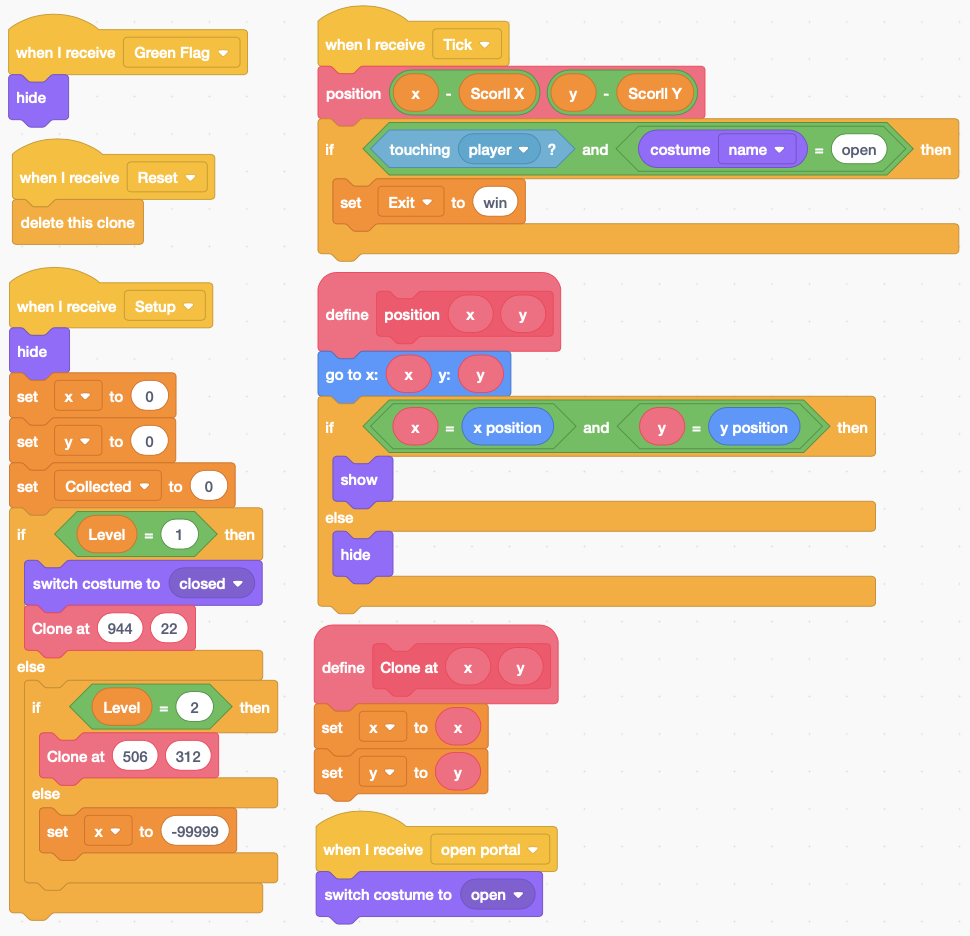 when I receive Green Flag
hide
when I receive Reset
delete this clone
when I receive Setup
hide
set x to 0
set y to 0
set Collected to 0
if Level = 1 then
switch costume to closed
Clone at 944 22
else
if Level = 2 then
Clone at 506 312
else
set x to -99999
when I receive Tick
position x - Scorll X y - Scorll Y
if touching player ? and costume name = open then
set Exit to win
define position x y
go to x: x y: y
if x = x position and y = y position then
show
else
hide
define Clone at x y
set x to x
set y to y
when I receive open portal
switch costume to open